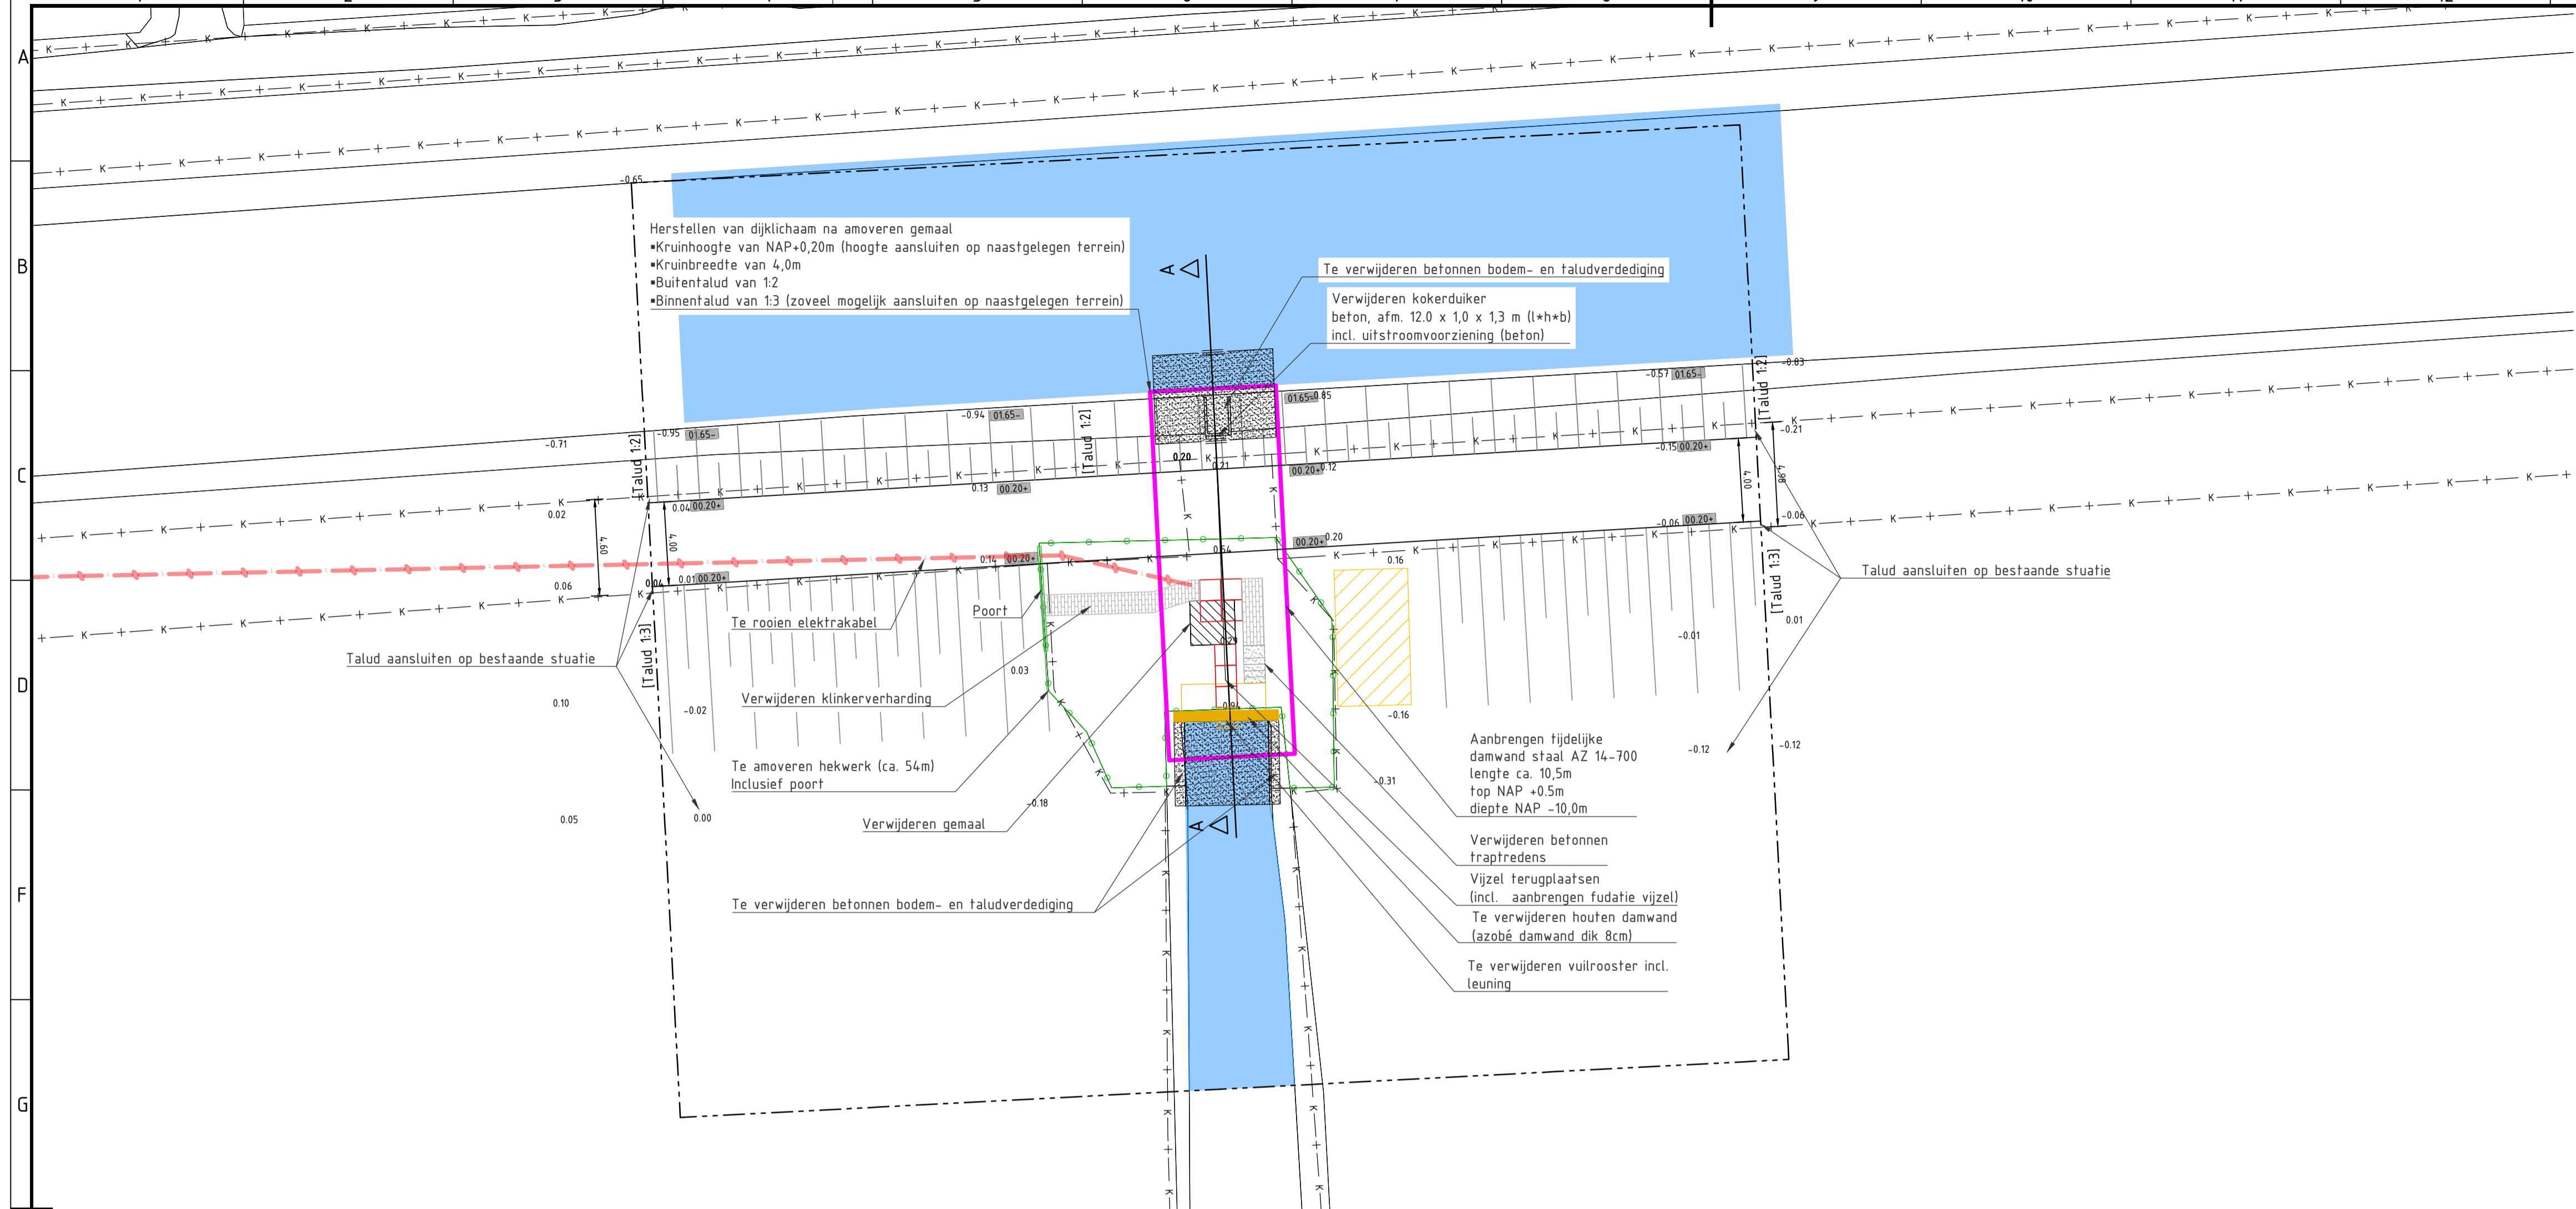 A
B
C
D
F
G
-0.65
Herstellen van dijklichaam na amoveren gemaal
▪Kruinhoogte van NAP+0,20m (hoogte aansluiten op naastgelegen terrein)
▪Kruinbreedte van 4,0m
▪Buitentalud van 1:2
▪Binnentalud van 1:3 (zoveel mogelijk aansluiten op naastgelegen terrein)
A
Te verwijderen betonnen bodem- en taludverdediging
Verwijderen kokerduiker
beton, afm. 12.0 x 1,0 x 1,3 m (l*h*b)
incl. uitstroomvoorziening (beton)
-0.71
[Talud 1:2]
-0.95 01.65-
-0.94 01.65-
[Talud 1:2]
01.65- -0.85
-0.57 01.65-
[Talud 1:2]
-0.83
-0.21
0.20
0.21
00.20+ 0.12
-0.15 00.20+
0.13 00.20+
0.04 00.20+
0.02
4.60
4.00
4.00
4.98
-0.06 00.20+
-0.06
00.20+ 0.20
0.54
0.14 00.20+
0.01 00.20+
0.04
0.06
0.16
[Talud 1:3]
Talud aansluiten op bestaande stuatie
Poort
Te rooien elektrakabel
0.29
-0.01
0.01
Talud aansluiten op bestaande stuatie
[Talud 1:3]
0.03
Verwijderen klinkerverharding
0.10
-0.02
-0.94
-0.16
-0.12
-0.12
Te amoveren hekwerk (ca. 54m)
Inclusief poort
Aanbrengen tijdelijke
damwand staal AZ 14-700
lengte ca. 10,5m
top NAP +0.5m
diepte NAP -10,0m
-0.31
-0.18
0.05
0.00
Verwijderen gemaal
A
Verwijderen betonnen
traptredens
Vijzel terugplaatsen
(incl. aanbrengen fudatie vijzel)
Te verwijderen betonnen bodem- en taludverdediging
Te verwijderen houten damwand
(azobé damwand dik 8cm)
Te verwijderen vuilrooster incl.
leuning